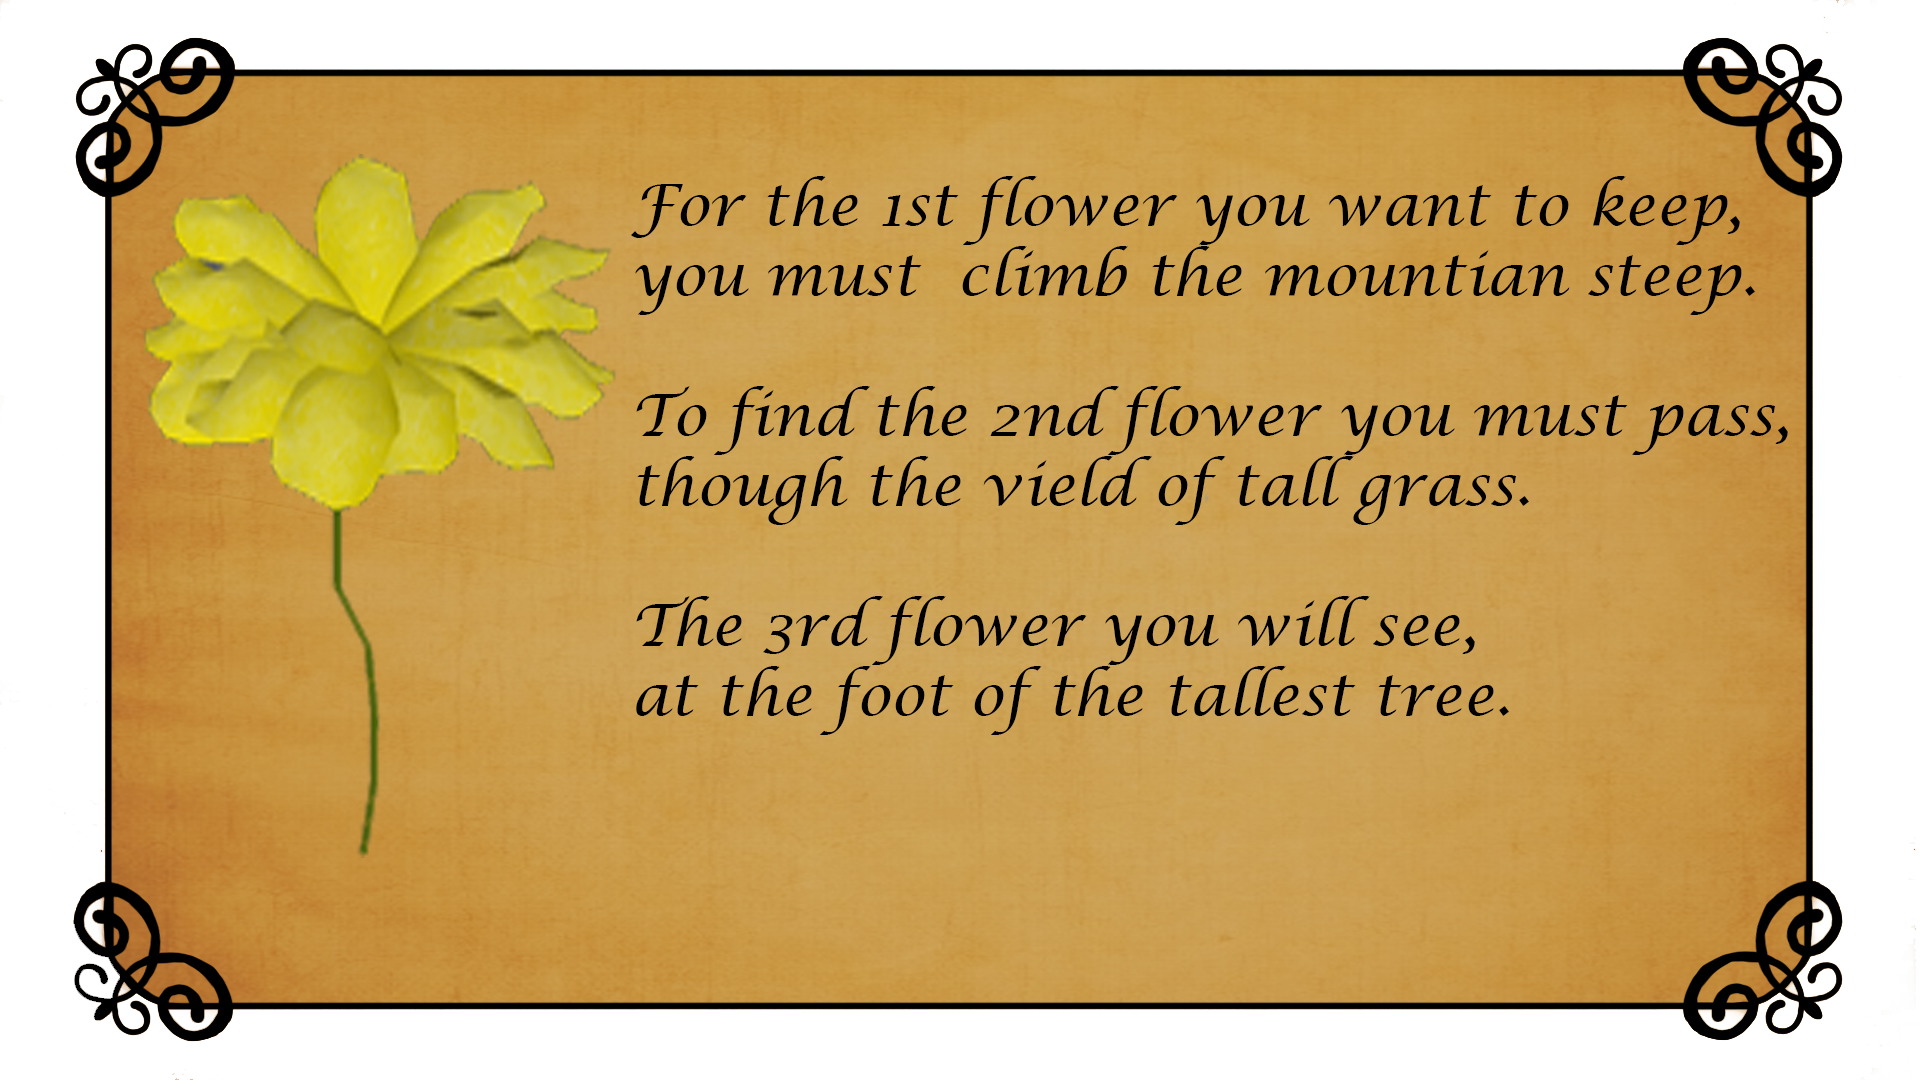 For the 1st flower you want to keep,
you must climb the mountian steep.
To find the 2nd flower you must pass,
though the vield of tall grass.
The 3rd flower you will see,
at the foot of the tallest tree.